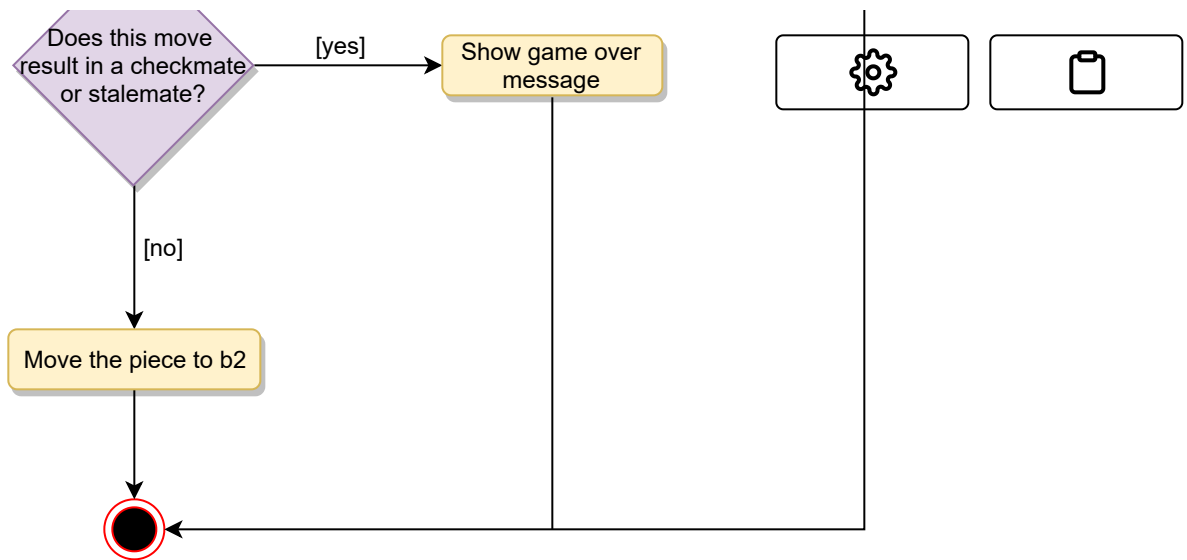 Does this move
result in a checkmate
or stalemate?
[yes]
Show game over
message
[no]
Move the piece to b2